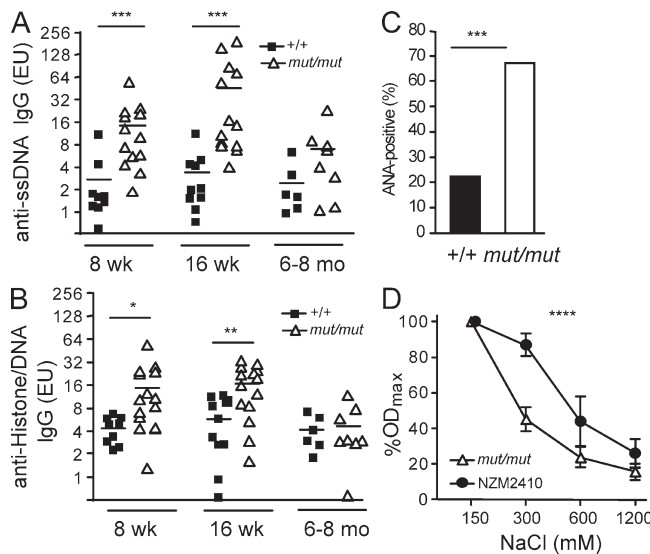 A
anti-ssDNA IgG (EU)
256
128
64
32
16
8
4
2
1
***
***
+/+
mut/mut
8 wk
16 wk
6-8 mo
B
anti-Histone/DNA
IgG (EU)
256
128
64
32
16
8
4
2
1
*
**
+/+
mut/mut
8 wk
16 wk
6-8 mo
C
ANA-positive (%)
80
70
60
50
40
30
20
10
0
***
+/+ mut/mut
D
%ODmax
100
80
60
40
20
0
****
mut/mut
NZM2410
150 300 600 1200
NaCl (mM)